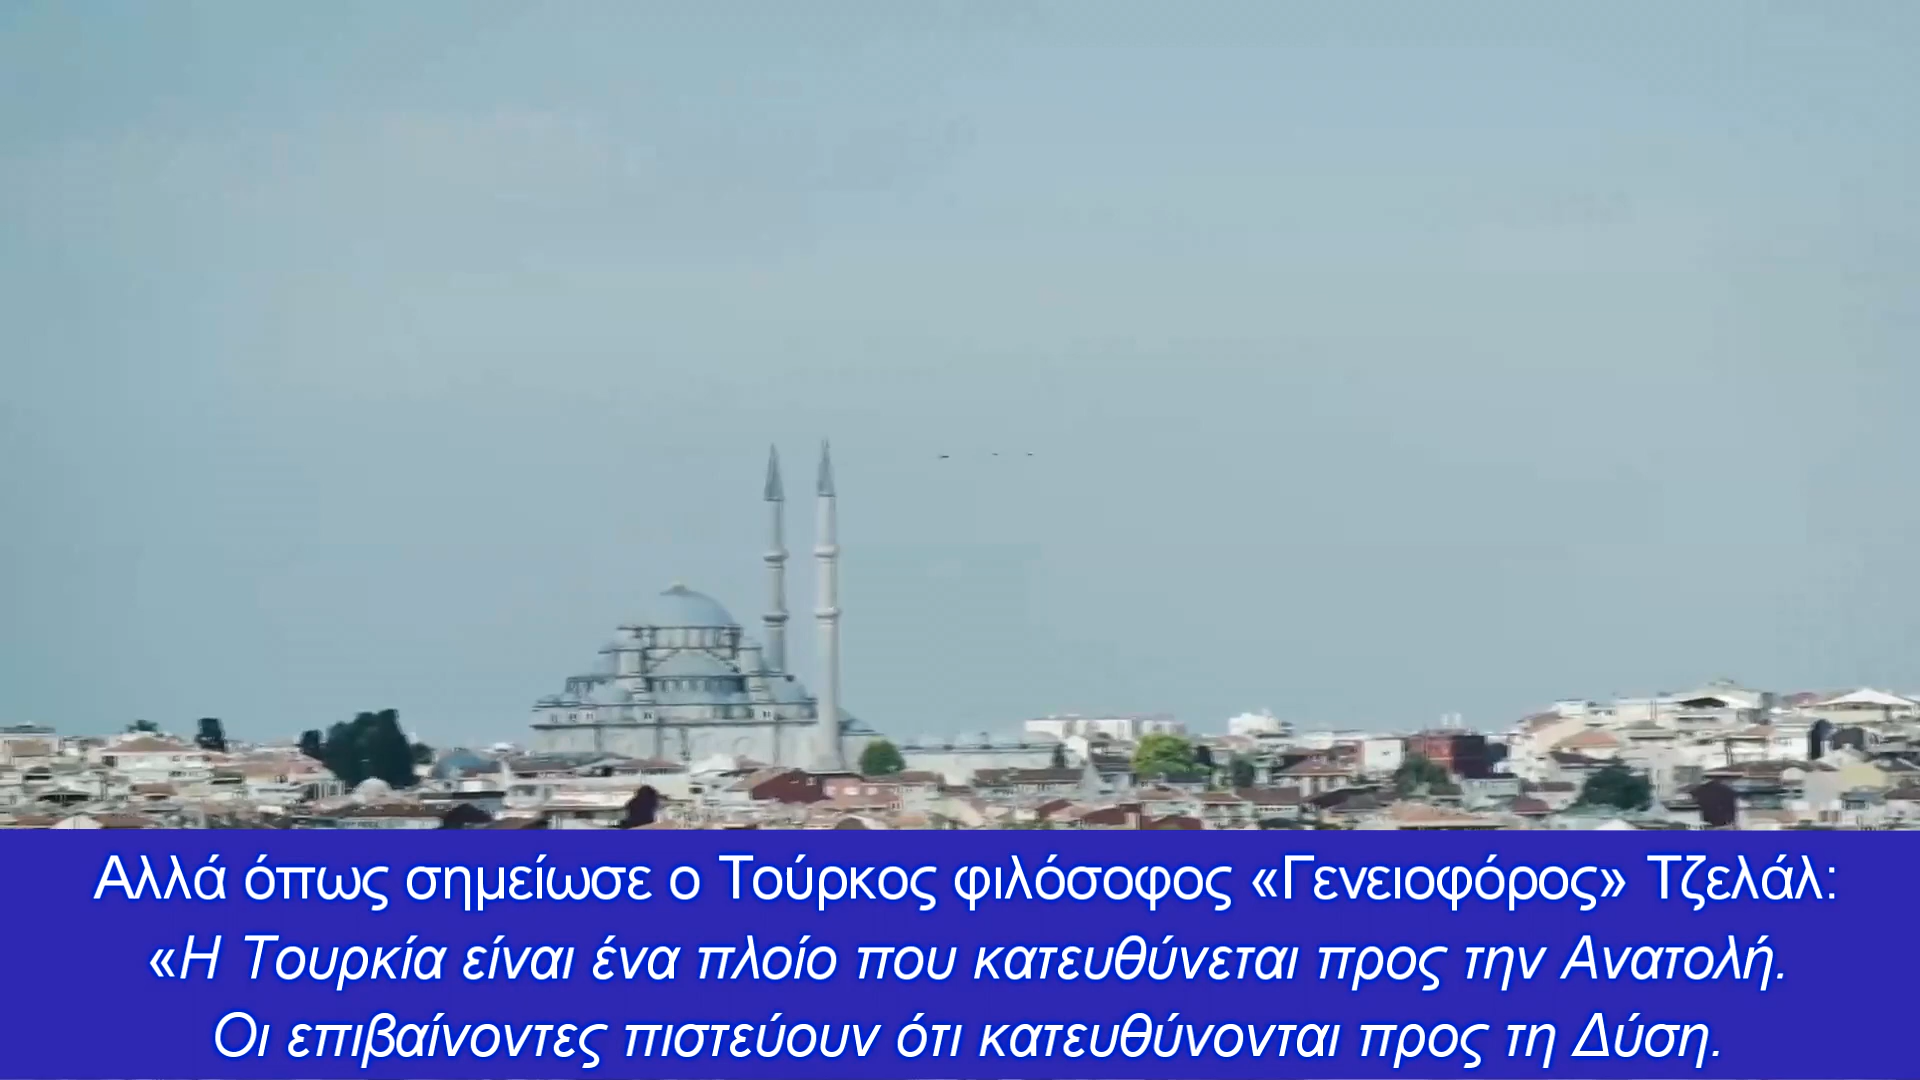 Αλλά όπως σημείωσε ο Τούρκος φιλόσοφος «Γενειοφόρος» Τζελάλ:
«Η Τουρκία είναι ένα πλοίο που κατευθύνεται προς την Ανατολή.
Οι επιβαίνοντες πιστεύουν ότι κατευθύνονται προς τη Δύση.